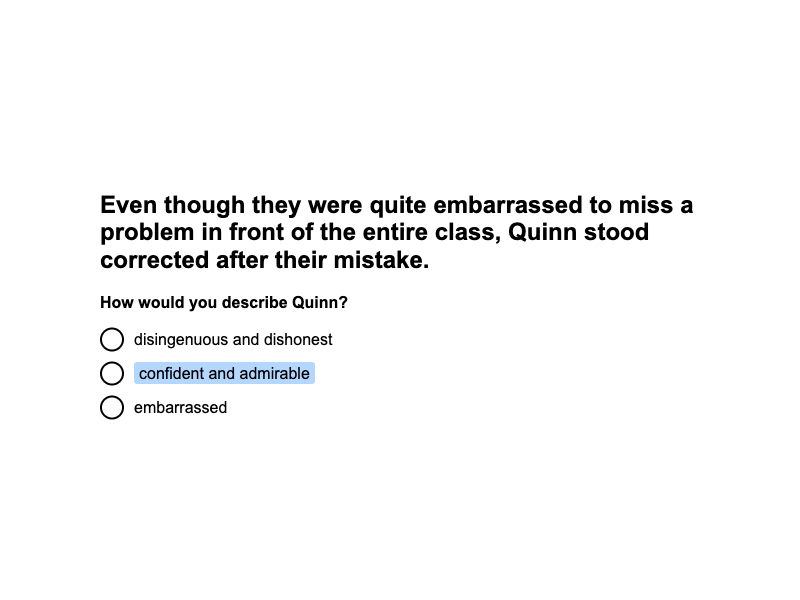 Even though they were quite embarrassed to miss a
problem in front of the entire class, Quinn stood
corrected after their mistake.
How would you describe Quinn?
disingenuous and dishonest
confident and admirable
embarrassed